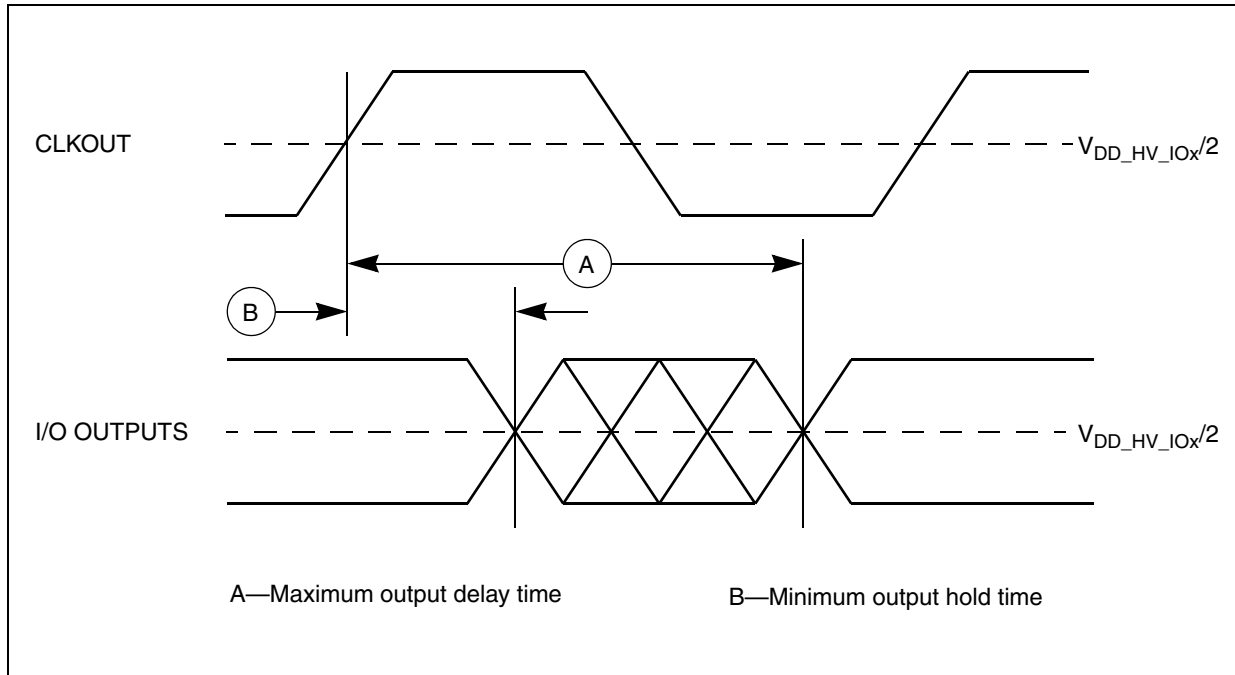 CLKOUT
VDD_HV_IOx/2
A
B
I/O OUTPUTS
VDD_HV_IOx/2
A—Maximum output delay time
B—Minimum output hold time